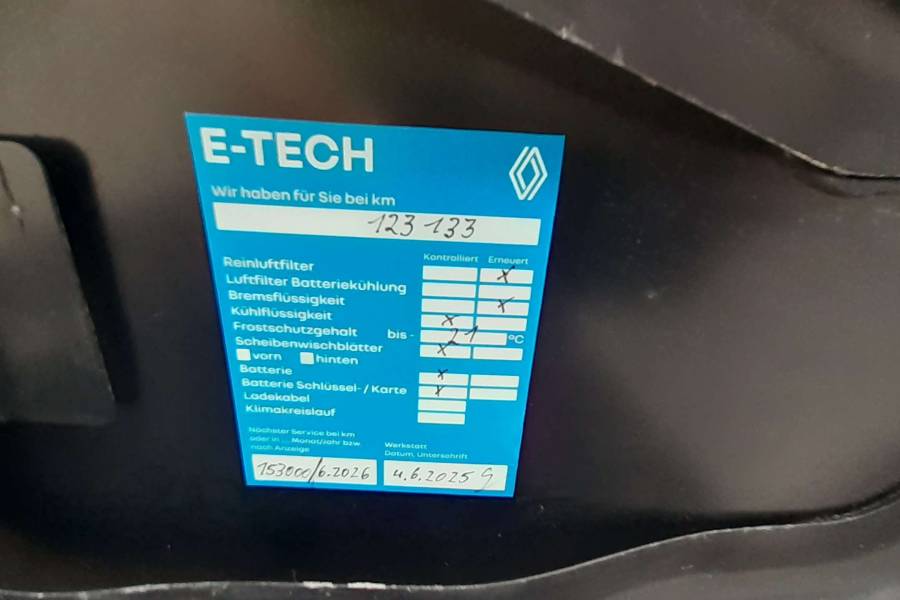 E-TECH
Wir haben für Sie bei km
123 133
Kontrolliert Erneuert
Reinluftfilter x
Luftfilter Batteriekühlung
Bremsflüssigkeit x
Kühlflüssigkeit x
Frostschutzgehalt bis - 21 °C
Scheibenwischblätter x
vorn hinten
Batterie x
Batterie Schlüssel- / Karte x
Ladekabel
Klimakreislauf
Nächster Service bei km
oder in ... Monat/Jahr bzw.
nach Anzeige
153000/6.2026
Werkstatt
Datum, Unterschrift
4.6.2025